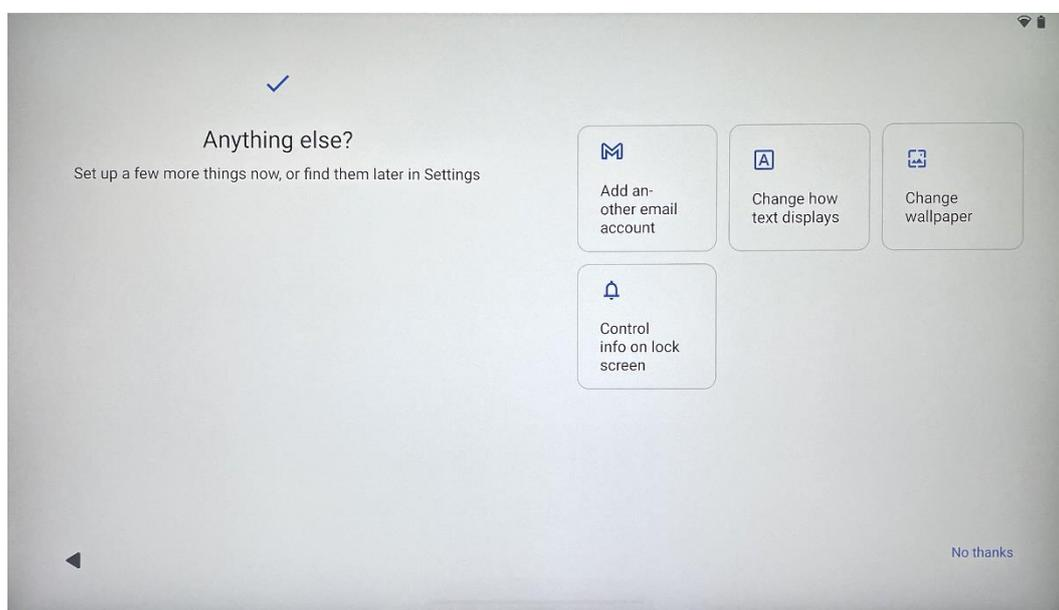 Anything else?
Set up a few more things now, or find them later in Settings
Add an-
other email
account
Change how
text displays
Change
wallpaper
Control
info on lock
screen
No thanks